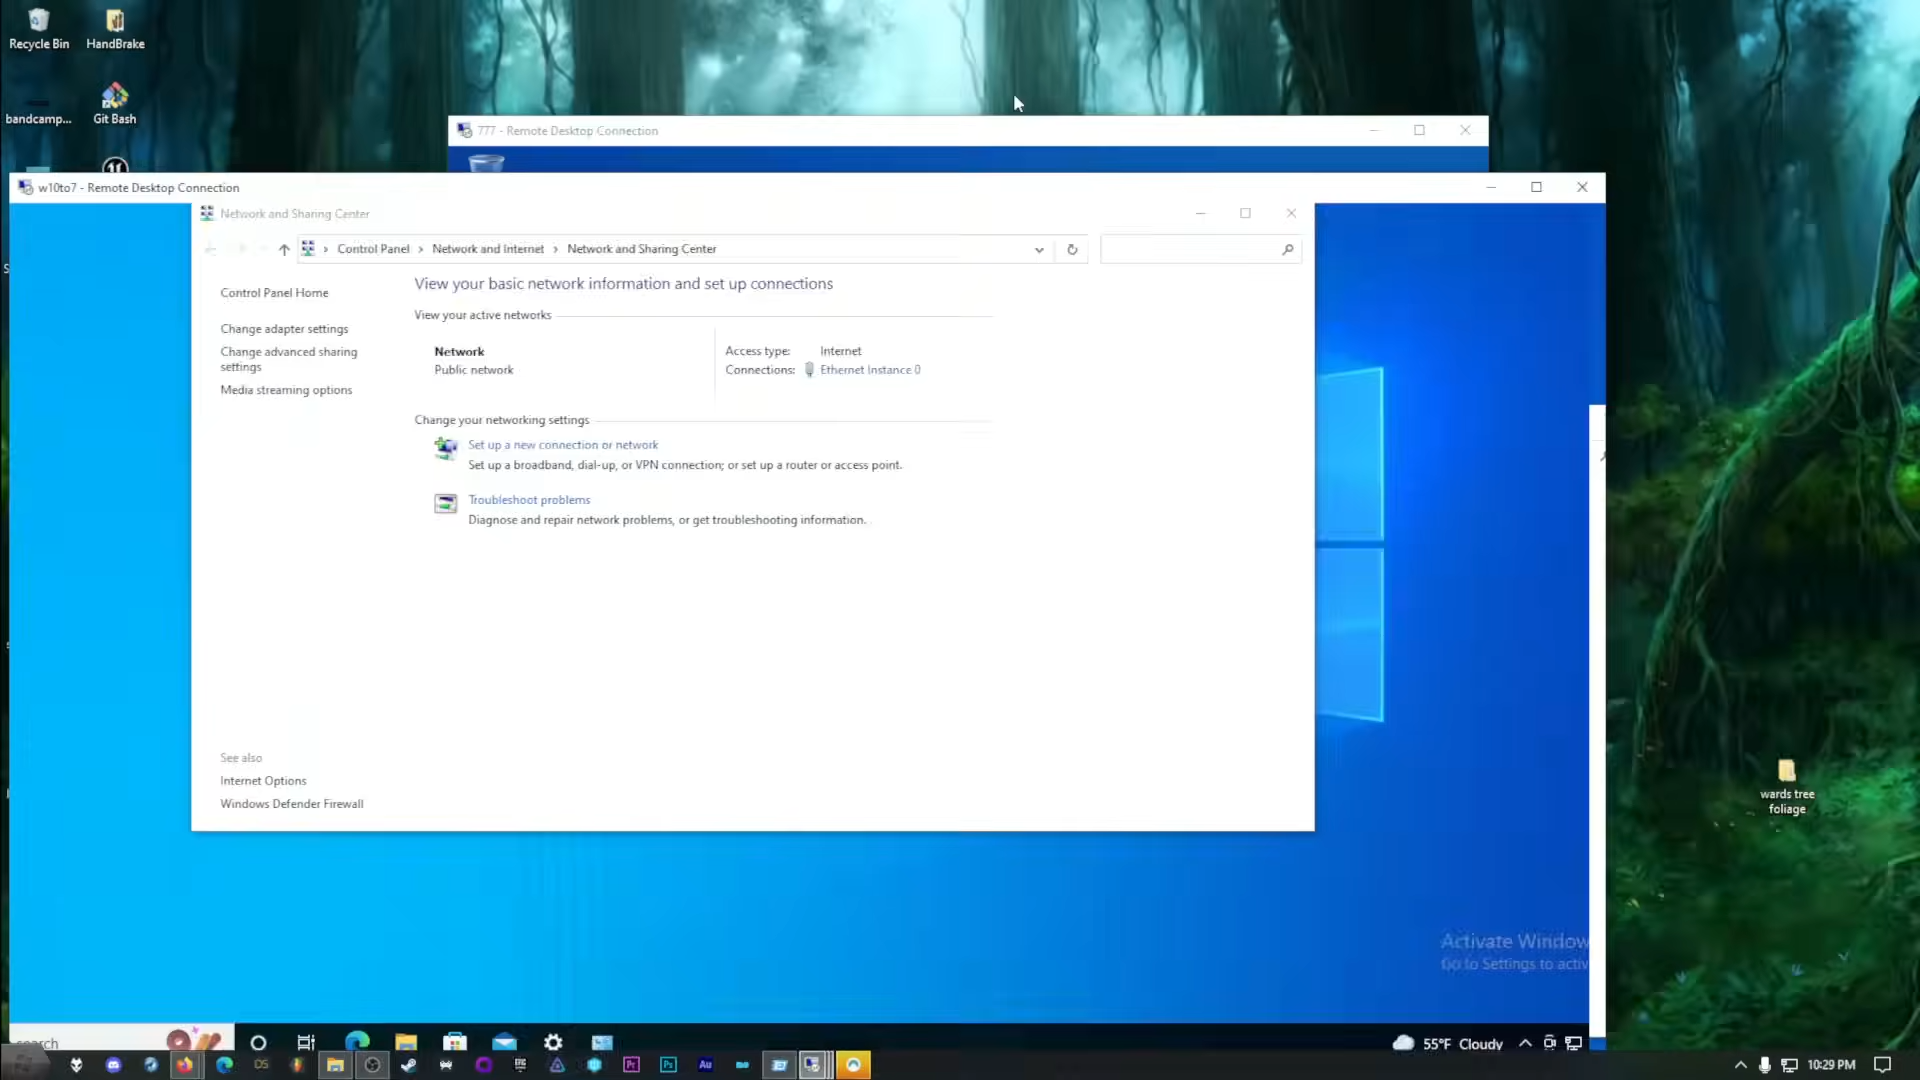 Recycle Bin
HandBrake
bandcamp...
Git Bash
777 - Remote Desktop Connection
w10to7 - Remote Desktop Connection
Network and Sharing Center
Control Panel › Network and Internet › Network and Sharing Center
View your basic network information and set up connections
Control Panel Home
View your active networks
Change adapter settings
Change advanced sharing
settings
Media streaming options
Network
Public network
Access type: Internet
Connections: Ethernet Instance 0
Change your networking settings
Set up a new connection or network
Set up a broadband, dial-up, or VPN connection; or set up a router or access point.
Troubleshoot problems
Diagnose and repair network problems, or get troubleshooting information.
See also
Internet Options
Windows Defender Firewall
wards tree
foliage
Activate Window
Go to Settings to activ
search
55°F Cloudy
DS
EPIC
Pr
Ps
Au
10:29 PM